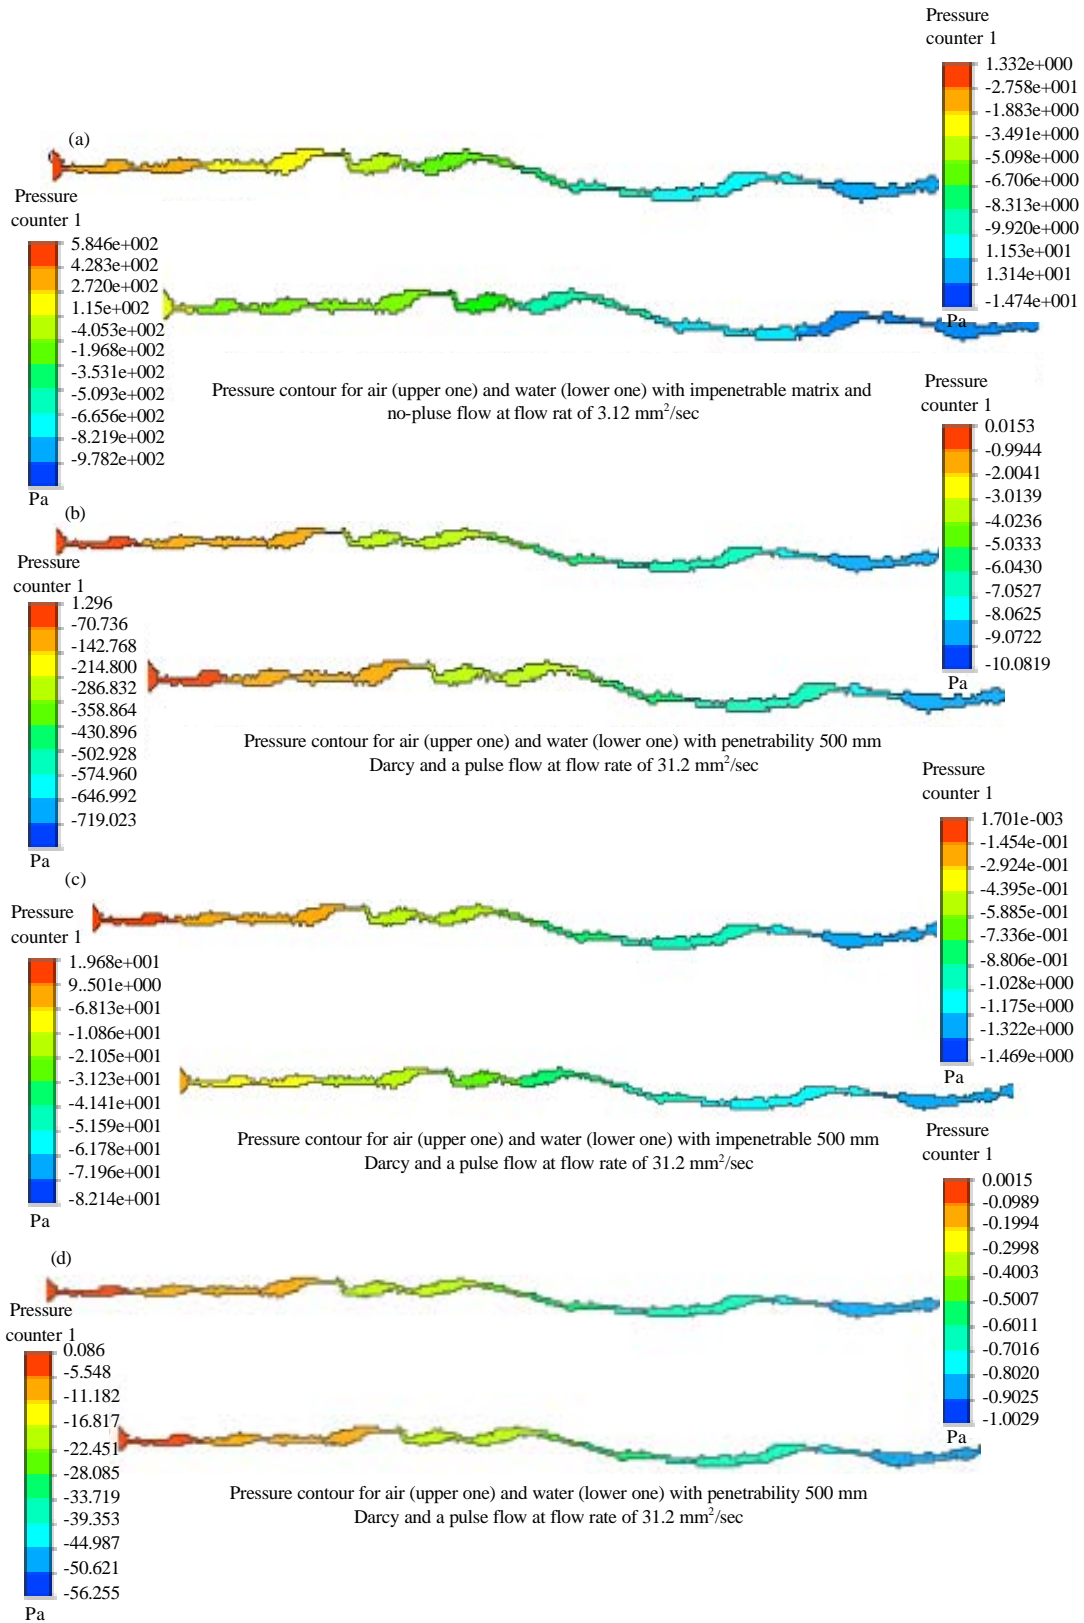 Pressure
counter 1
1.332e+000
-2.758e+001
-1.883e+000
-3.491e+000
-5.098e+000
-6.706e+000
-8.313e+000
-9.920e+000
1.153e+001
1.314e+001
-1.474e+001
Pa
(a)
Pressure
counter 1
5.846e+002
4.283e+002
2.720e+002
1.15e+002
-4.053e+002
-1.968e+002
-3.531e+002
-5.093e+002
-6.656e+002
-8.219e+002
-9.782e+002
Pa
Pressure contour for air (upper one) and water (lower one) with impenetrable matrix and
no-pluse flow at flow rat of 3.12 mm²/sec
Pressure
counter 1
0.0153
-0.9944
-2.0041
-3.0139
-4.0236
-5.0333
-6.0430
-7.0527
-8.0625
-9.0722
-10.0819
Pa
(b)
Pressure
counter 1
1.296
-70.736
-142.768
-214.800
-286.832
-358.864
-430.896
-502.928
-574.960
-646.992
-719.023
Pa
Pressure contour for air (upper one) and water (lower one) with penetrability 500 mm
Darcy and a pulse flow at flow rate of 31.2 mm²/sec
Pressure
counter 1
1.701e-003
-1.454e-001
-2.924e-001
-4.395e-001
-5.885e-001
-7.336e-001
-8.806e-001
-1.028e+000
-1.175e+000
-1.322e+000
-1.469e+000
(c)
Pressure
counter 1
1.968e+001
9.501e+000
-6.813e+001
-1.086e+001
-2.105e+001
-3.123e+001
-4.141e+001
-5.159e+001
-6.178e+001
-7.196e+001
-8.214e+001
Pa
Pressure contour for air (upper one) and water (lower one) with impenetrable 500 mm
Darcy and a pulse flow at flow rate of 31.2 mm²/sec
Pressure
counter 1
0.0015
-0.0989
-0.1994
-0.2998
-0.4003
-0.5007
-0.6011
-0.7016
-0.8020
-0.9025
-1.0029
Pa
(d)
Pressure
counter 1
0.086
-5.548
-11.182
-16.817
-22.451
-28.085
-33.719
-39.353
-44.987
-50.621
-56.255
Pa
Pressure contour for air (upper one) and water (lower one) with penetrability 500 mm
Darcy and a pulse flow at flow rate of 31.2 mm²/sec